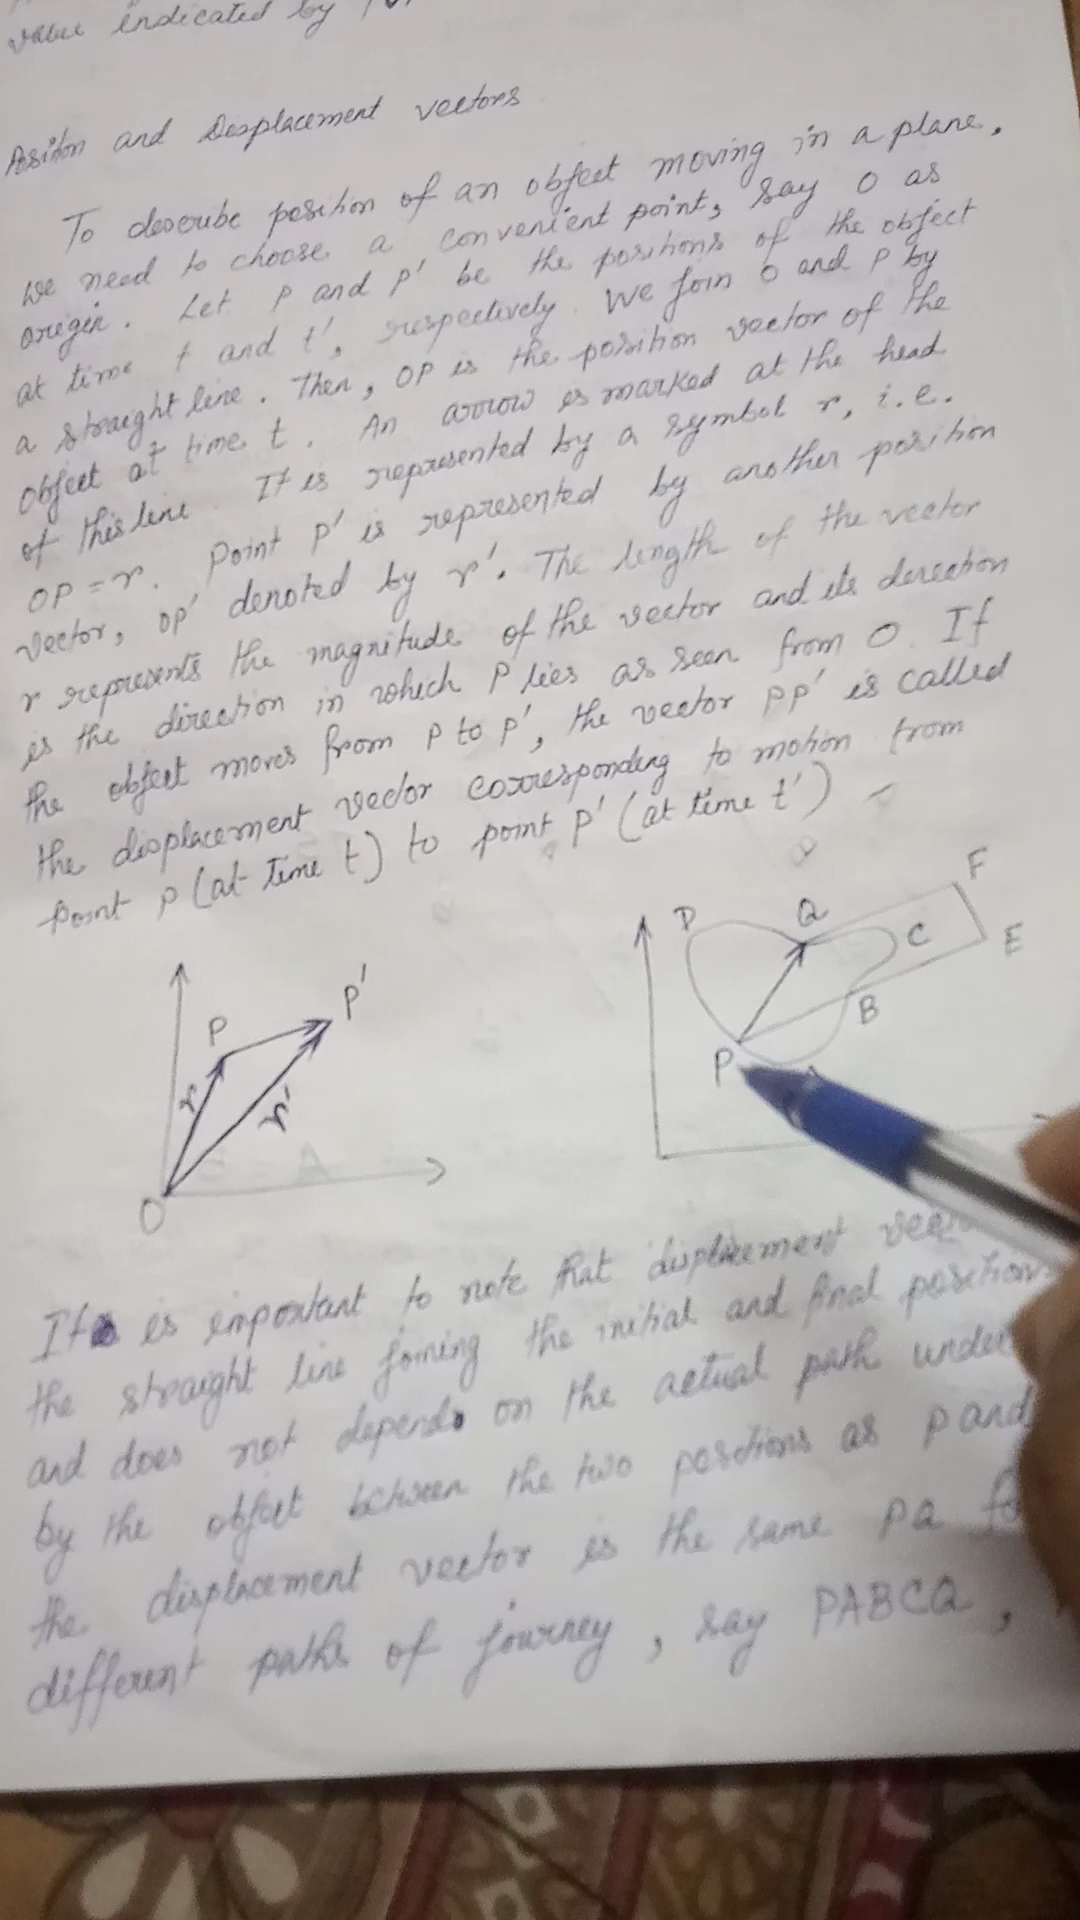 value indicated by
Position and Desplacement vectors
To describe position of an object moving in a plane,
we need to choose a convenient point, say O as
origin. Let P and P' be the positions of the object
at time t and t', respectively. We join O and P by
a straight line. Then, OP is the position vector of the
object at time t. An arrow is marked at the head
of this line. It is represented by a symbol r, i.e.
OP = r. Point P' is represented by another position
vector, OP' denoted by r'. The length of the vector
r represents the magnitude of the vector and its direction
is the direction in which P lies as seen from O. If
the object moves from P to P', the vector PP' is called
the displacement vector corresponding to motion from
point P (at time t) to point P' (at time t')
P P' r r' O
D Q F C E B P
It is important to note that displacement
the straight line joining the initial and final positions
and does not depend on the actual path under
by the object between the two positions as P and
the displacement vector is the same PQ
different paths of journey, say PABCQ,